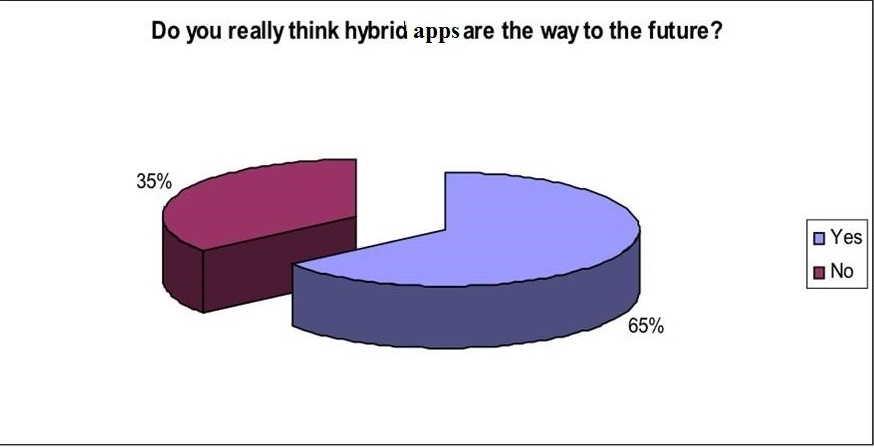 Do you really think hybrid apps are the way to the future?
35%
Yes
No
65%